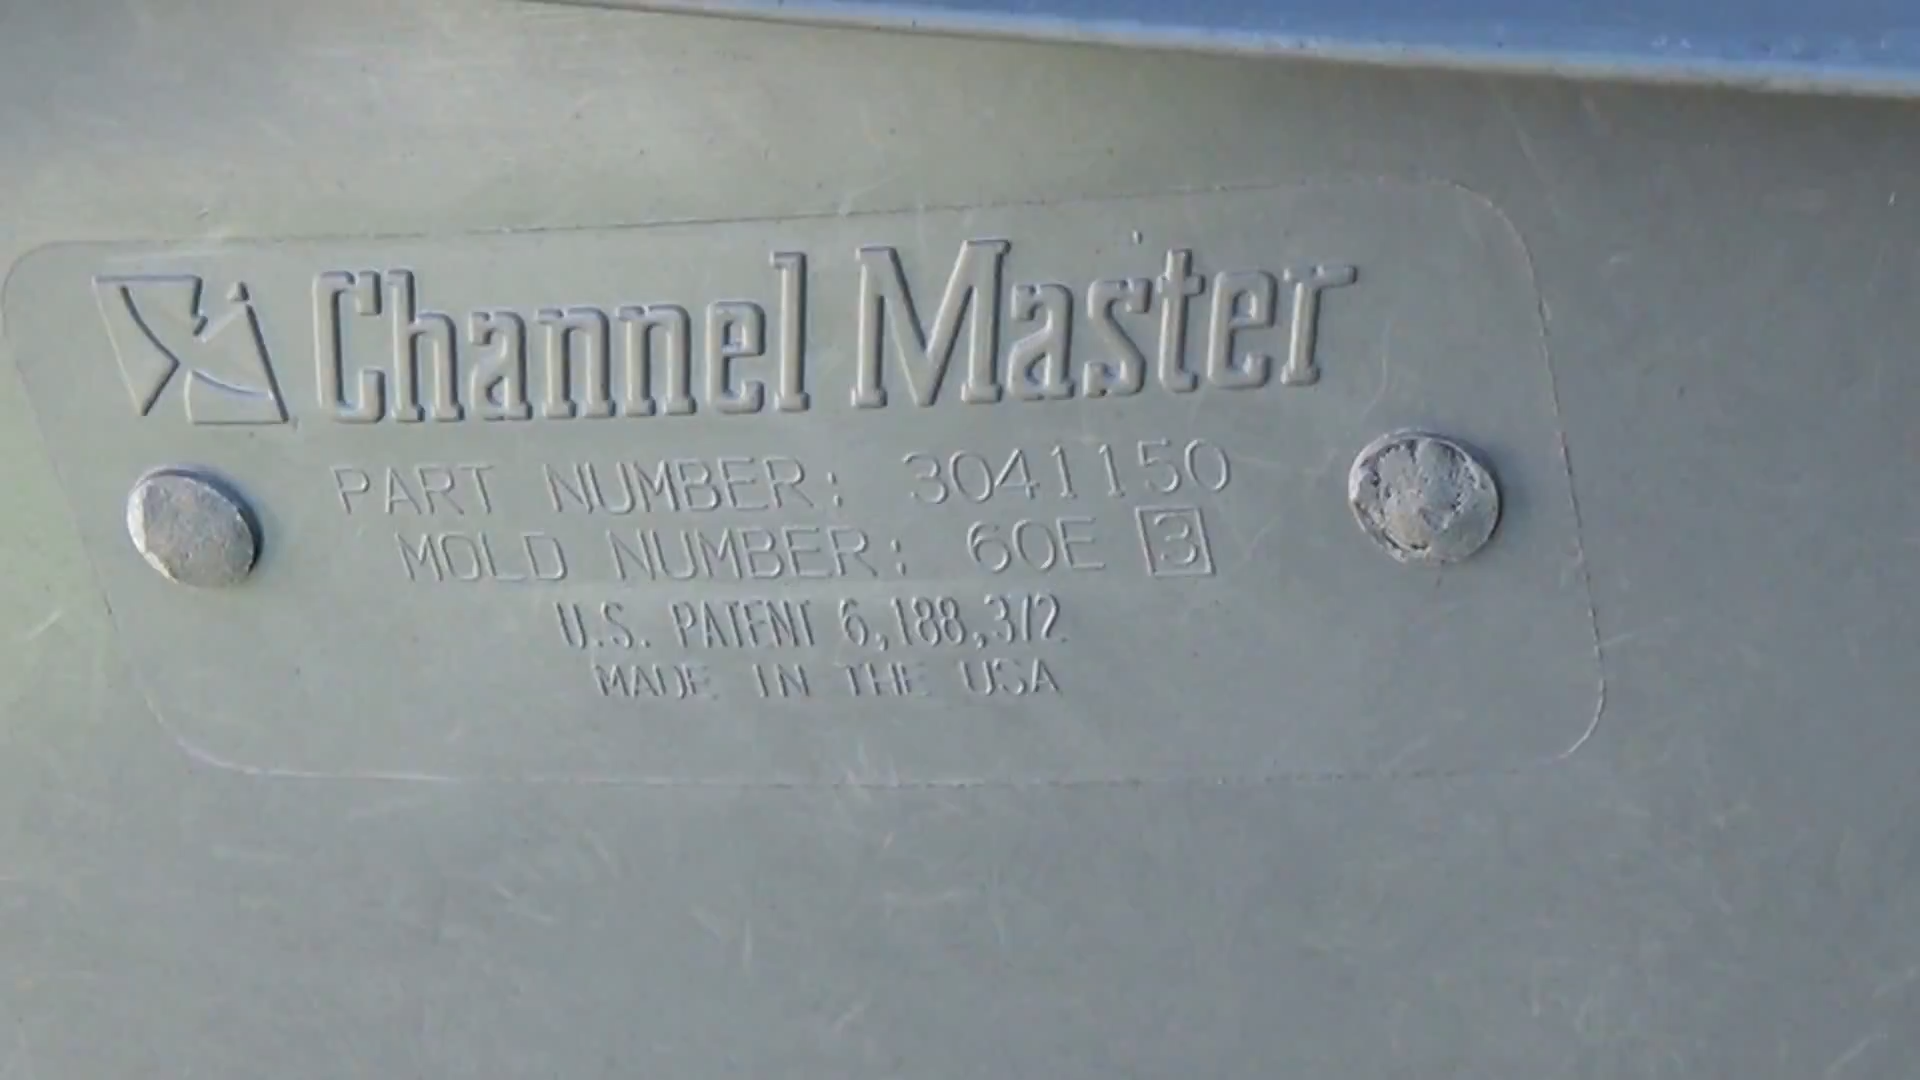 Channel Master
PART NUMBER: 3041150
MOLD NUMBER: 60E 3
U.S. PATENT 6,188,372
MADE IN THE USA